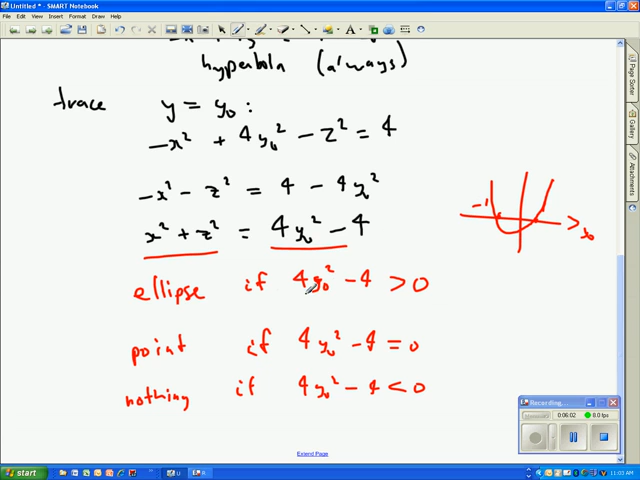 Untitled * - SMART Notebook
File Edit View Insert Format Draw Help
hyperbola (always)
trace y = y₀ :
-x² + 4y₀² - z² = 4
-x² - z² = 4 - 4y₀²
x² + z² = 4y₀² - 4
-1
y₀
ellipse if 4y₀² - 4 > 0
point if 4y₀² - 4 = 0
nothing if 4y₀² - 4 < 0
Page Sorter
Gallery
Attachments
Recording...
0:06:02
8.0 fps
Extend Page
start
11:03 AM